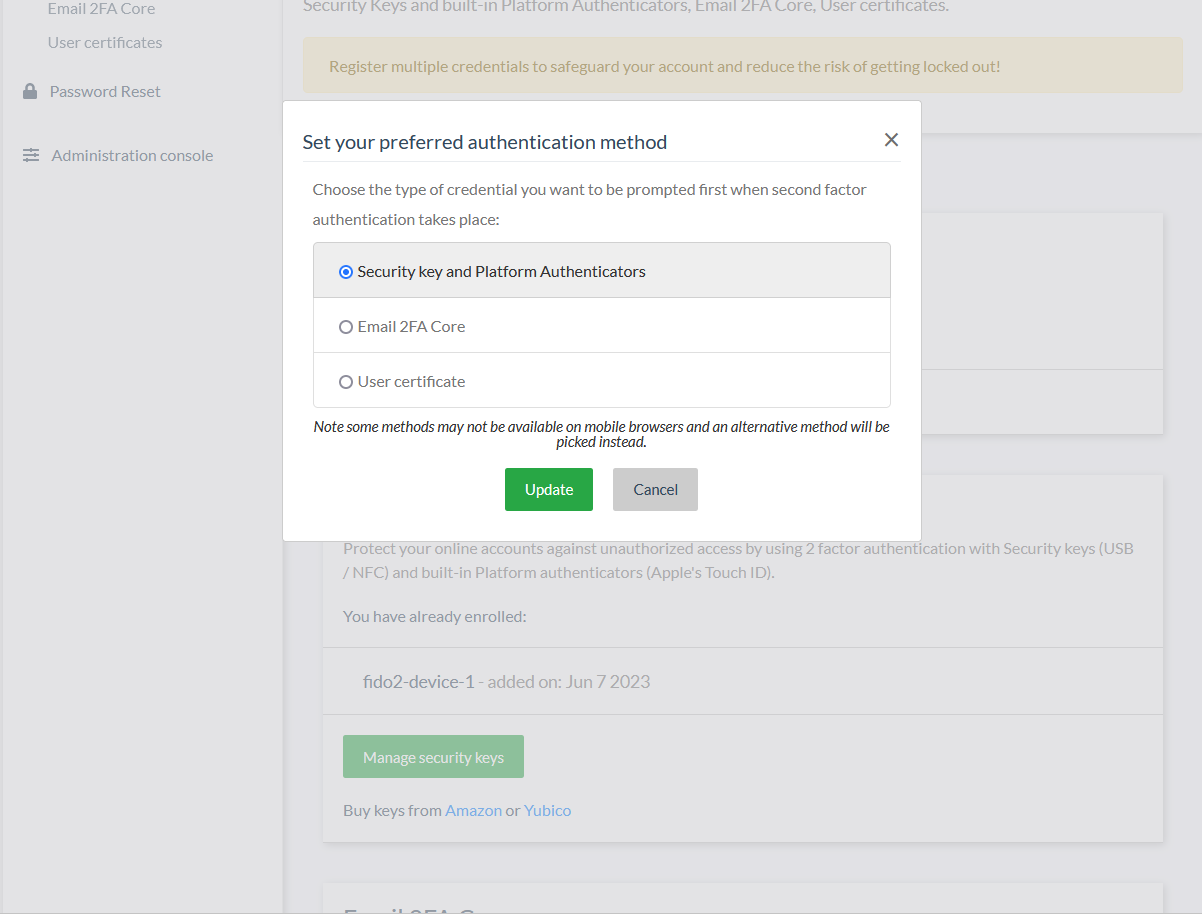 Email 2FA Core
User certificates
Password Reset
Administration console
Security Keys and built-in Platform Authenticators, Email 2FA Core, User certificates.
Register multiple credentials to safeguard your account and reduce the risk of getting locked out!
Set your preferred authentication method
Choose the type of credential you want to be prompted first when second factor
authentication takes place:
Security key and Platform Authenticators
Email 2FA Core
User certificate
Note some methods may not be available on mobile browsers and an alternative method will be
picked instead.
Update Cancel
Protect your online accounts against unauthorized access by using 2 factor authentication with Security keys (USB
/ NFC) and built-in Platform authenticators (Apple's Touch ID).
You have already enrolled:
fido2-device-1 - added on: Jun 7 2023
Manage security keys
Buy keys from Amazon or Yubico